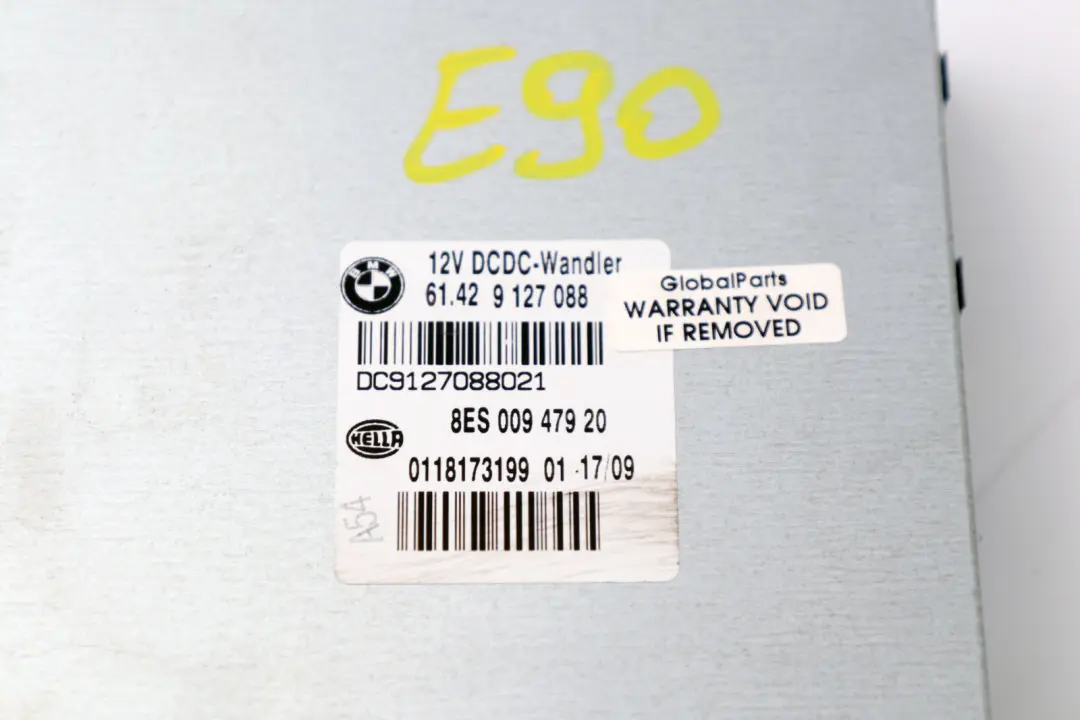 E90
BMW
12V DCDC-Wandler
61.42 9 127 088
GlobalParts
WARRANTY VOID
IF REMOVED
DC9127088021
HELLA
8ES 009 479 20
0118173199 01 17/09
A54